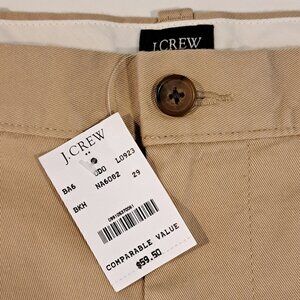 J.CREW
J.CREW
BA6
L0923
NA6082
29
BKH
COMPARABLE VALUE
$59.50